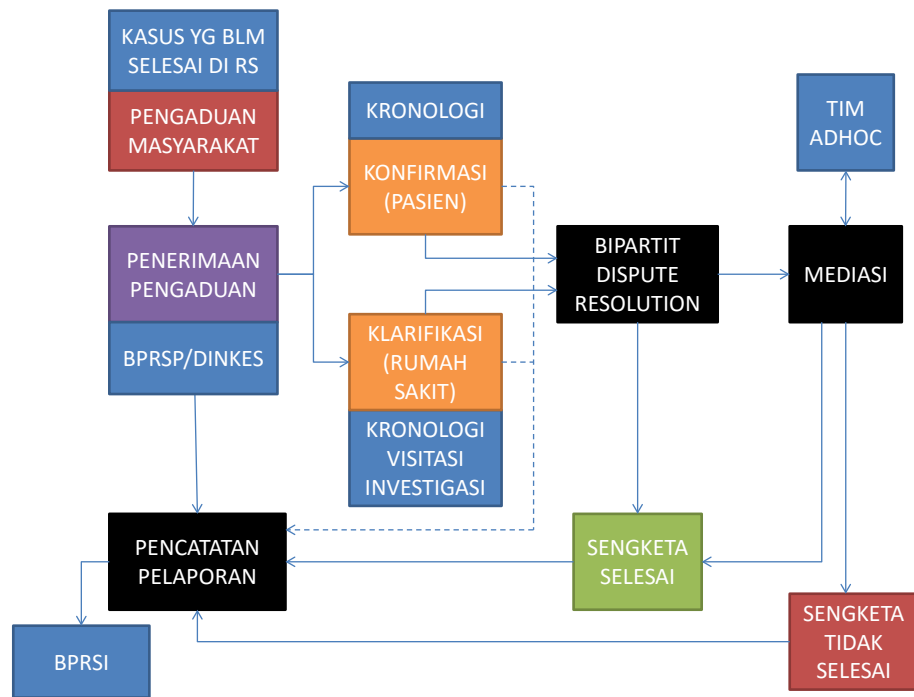 KASUS YG BLM
SELESAI DI RS
PENGADUAN
MASYARAKAT
KRONOLOGI
KONFIRMASI
(PASIEN)
TIM
ADHOC
PENERIMAAN
PENGADUAN
BPRSP/DINKES
KLARIFIKASI
(RUMAH
SAKIT)
KRONOLOGI
VISITASI
INVESTIGASI
BIPARTIT
DISPUTE
RESOLUTION
MEDIASI
PENCATATAN
PELAPORAN
SENGKETA
SELESAI
BPRSI
SENGKETA
TIDAK
SELESAI